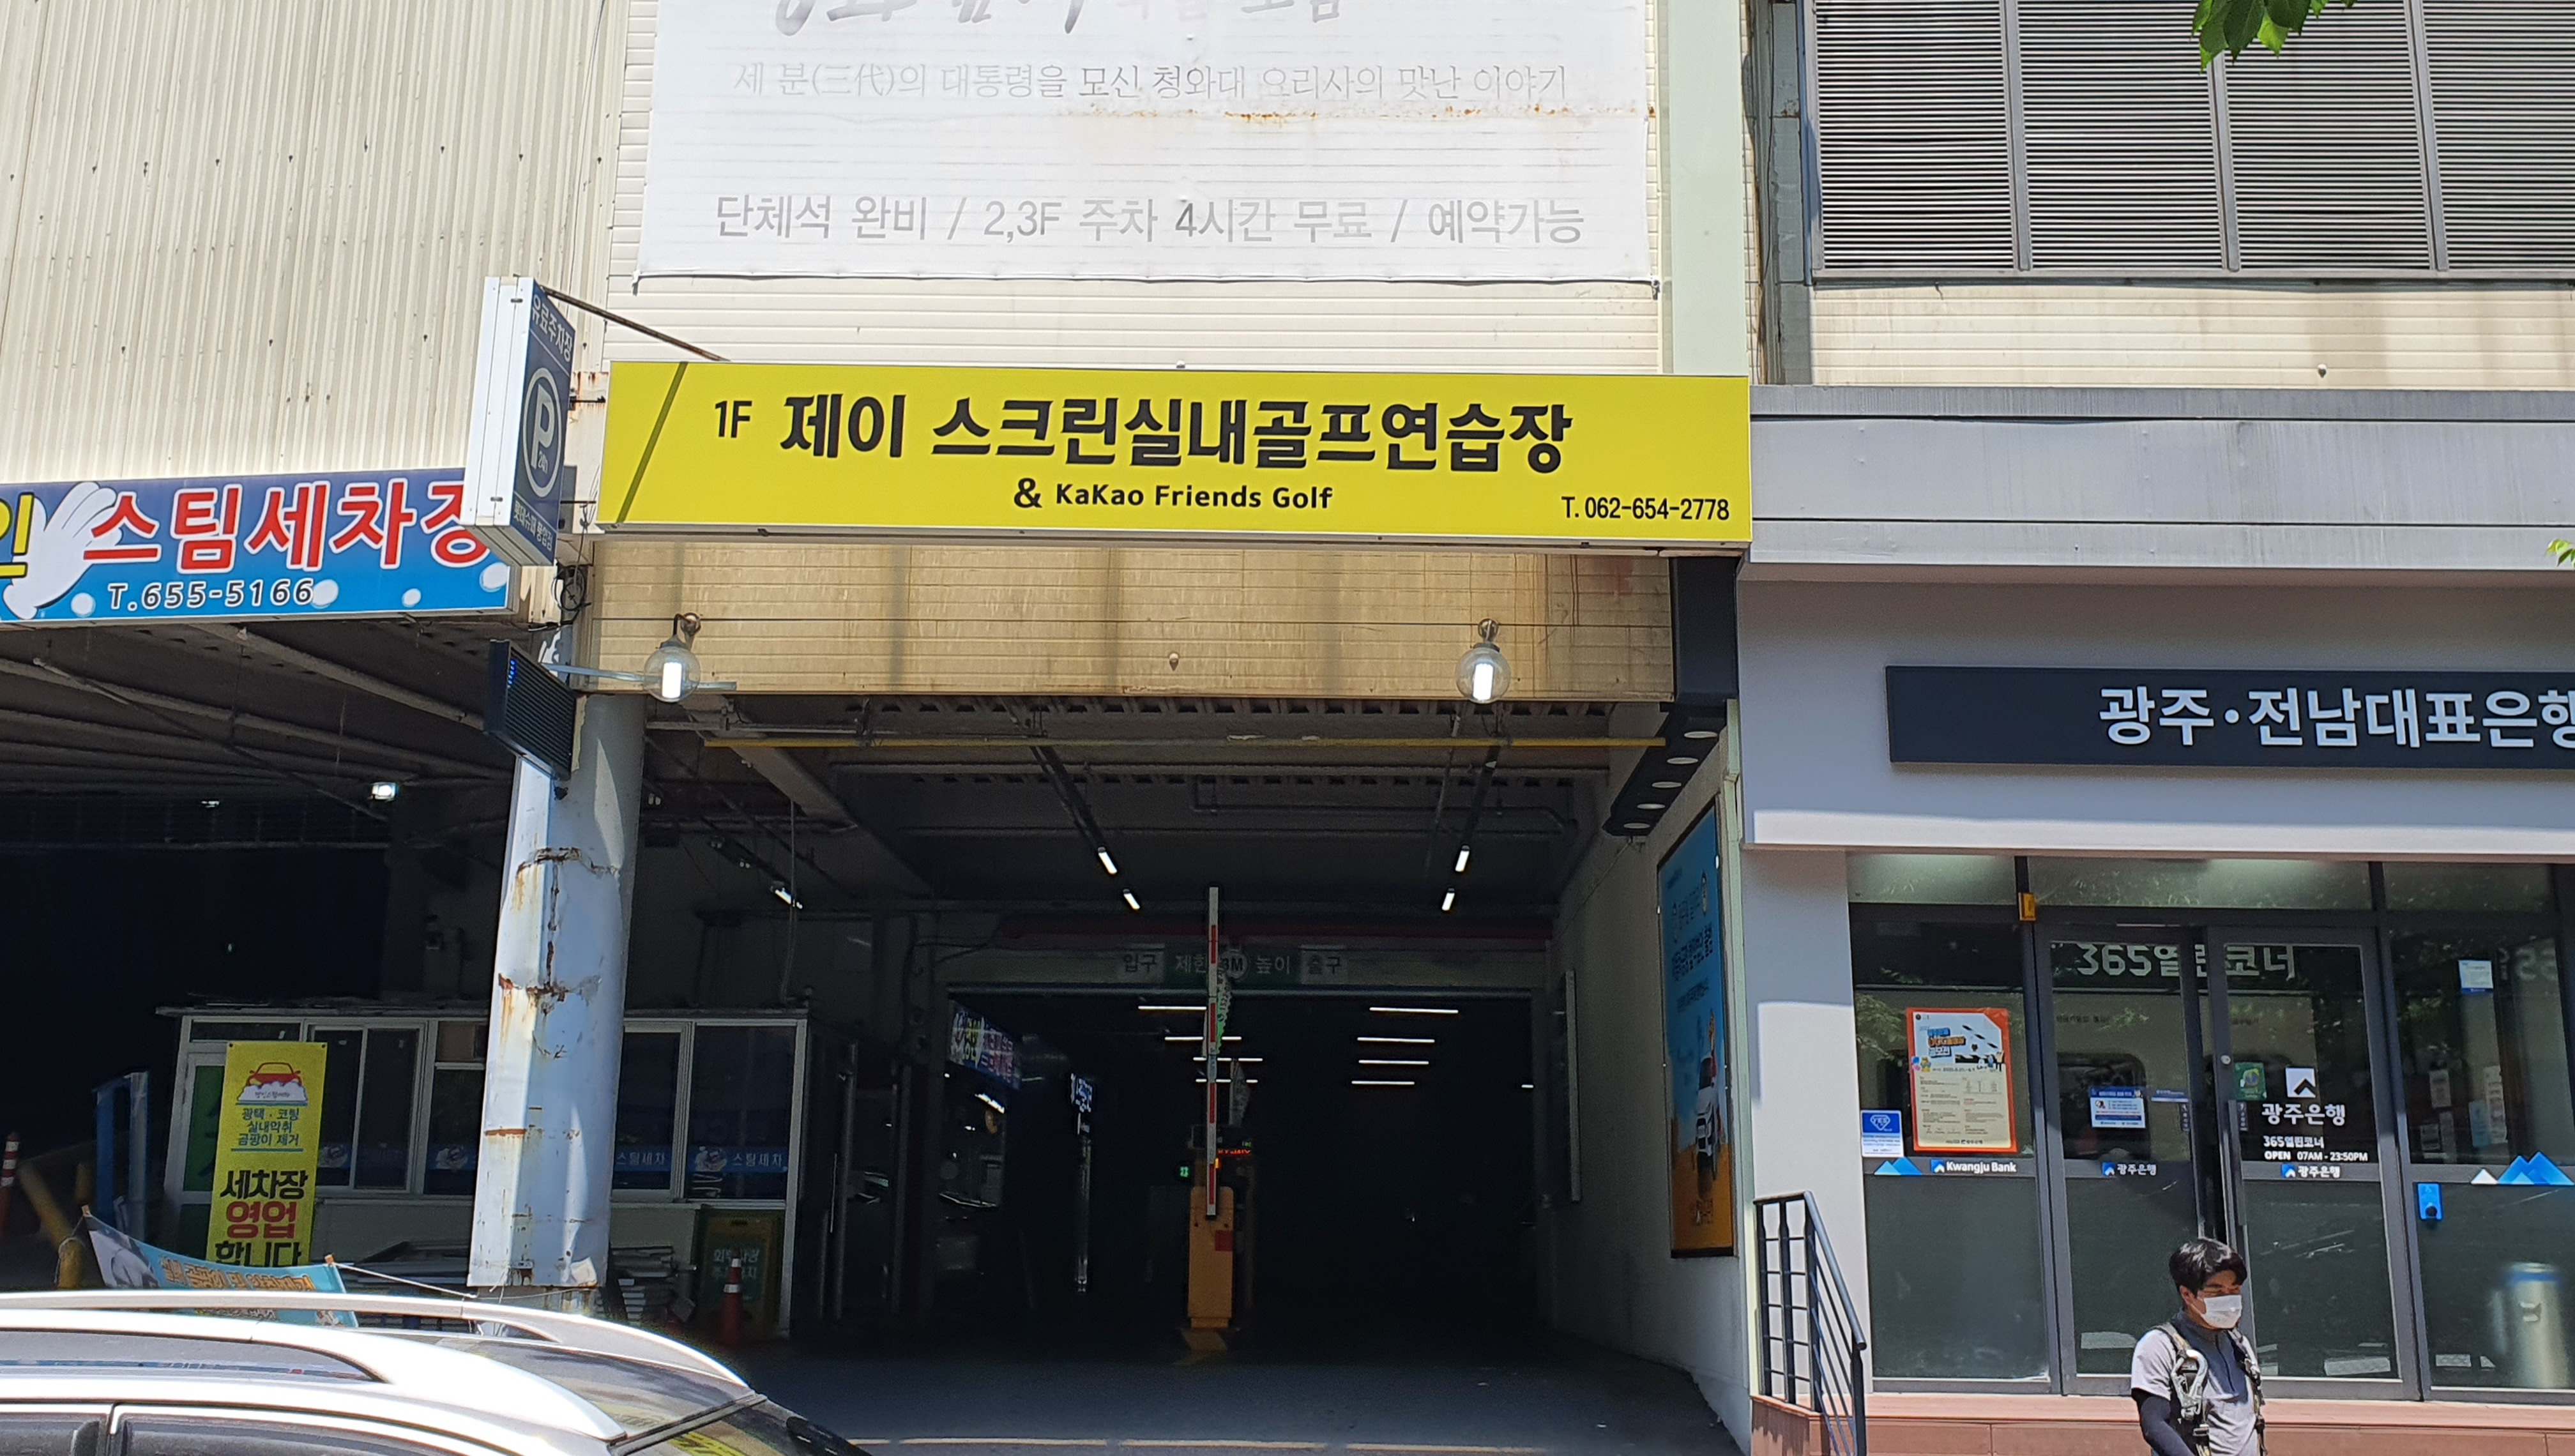 세 분(三代)의 대통령을 모신 청와대 요리사의 맛난 이야기
단체석 완비 / 2,3F 주차 4시간 무료 / 예약가능
유료주차장
P
24h
1F 제이 스크린실내골프연습장
& KaKao Friends Golf
T. 062-654-2778
스팀세차장
T.655-5166
광주·전남대표은행
입구 제한 3M 높이 출구
365열린코너
광택·코팅
실내악취
곰팡이 제거
세차장
영업
합니다
스팀세차
스팀세차
Kwangju Bank
광주은행
광주은행
365열린코너
OPEN 07AM - 23:50PM
광주은행